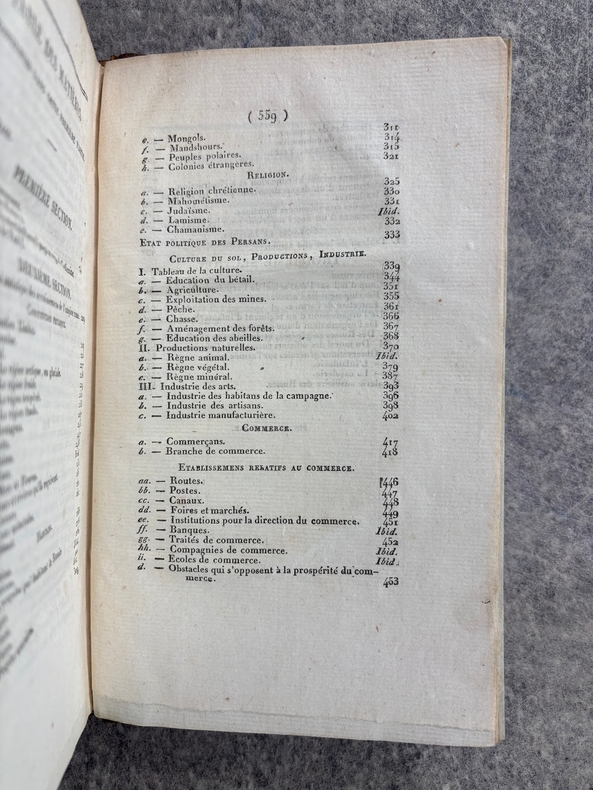 TABLE DES MATIÈRES
PREMIÈRE SECTION.
DEUXIÈME SECTION.
( 559 )
e. — Mongols. 311
f. — Mandshours. 314
g. — Peuples polaires. 315
h. — Colonies étrangères. 321
RELIGION.
a. — Religion chrétienne. 325
b. — Mahométisme. 330
c. — Judaïsme. 331
d. — Lamisme. Ibid.
e. — Chamanisme. 332
ETAT POLITIQUE DES PERSANS. 333
CULTURE DU SOL, PRODUCTIONS, INDUSTRIE.
I. Tableau de la culture. 339
a. — Education du bétail. 344
b. — Agriculture. 351
c. — Exploitation des mines. 355
d. — Pêche. 361
e. — Chasse. 366
f. — Aménagement des forêts. 367
g. — Education des abeilles. 368
II. Productions naturelles. 370
a. — Règne animal. Ibid.
b. — Règne végétal. 379
c. — Règne minéral. 387
III. Industrie des arts. 393
a. — Industrie des habitans de la campagne. 396
b. — Industrie des artisans. 398
c. — Industrie manufacturière. 402
COMMERCE.
a. — Commerçans. 417
b. — Branche de commerce. 418
ETABLISSEMENS RELATIFS AU COMMERCE.
aa. — Routes. 446
bb. — Postes. 447
cc. — Canaux. 448
dd. — Foires et marchés. 449
ee. — Institutions pour la direction du commerce. 451
ff. — Banques. Ibid.
gg. — Traités de commerce. 452
hh. — Compagnies de commerce. Ibid.
ii. — Ecoles de commerce. Ibid.
d. — Obstacles qui s'opposent à la prospérité du com-
merce. 453